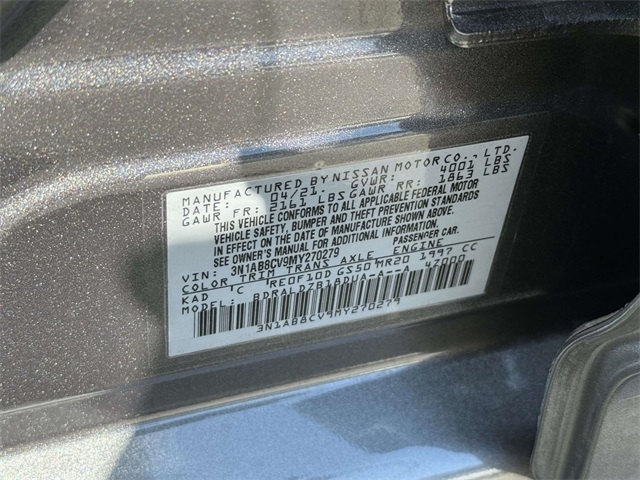 MANUFACTURED BY NISSAN MOTOR CO., LTD.
DATE: 04/21. GVWR: 4001 LBS
GAWR FR: 2161 LBS GAWR RR: 1863 LBS
THIS VEHICLE CONFORMS TO ALL APPLICABLE FEDERAL MOTOR
VEHICLE SAFETY, BUMPER AND THEFT PREVENTION STANDARDS
IN EFFECT ON THE DATE OF MANUFACTURE SHOWN ABOVE.
SEE OWNER'S MANUAL FOR ADDITIONAL
VIN: 3N1AB8CV9MY270279 PASSENGER CAR.
COLOR TRIM TRANS AXLE ENGINE
KAD C RE0F10D GS50 MR20 1997 CC
MODEL: BDRALDZB18DUA-A--A 47000
3N1AB8CV9MY270279